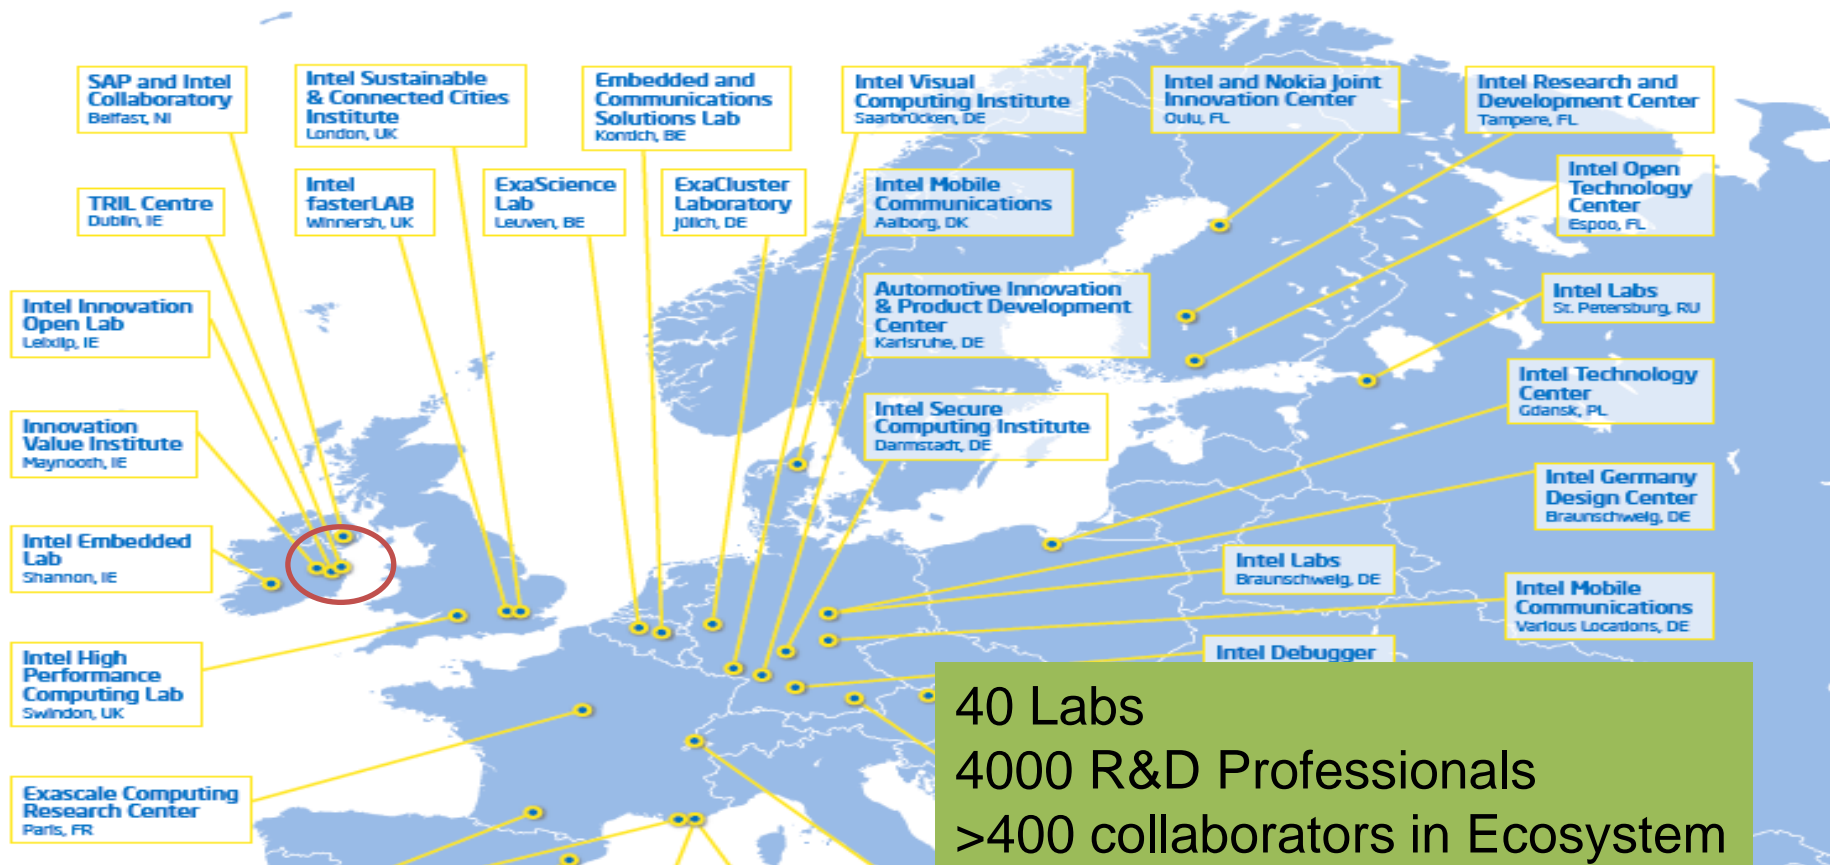 SAP and Intel
Collaboratory
Belfast, NI
Intel Sustainable
& Connected Cities
Institute
London, UK
Embedded and
Communications
Solutions Lab
Kontich, BE
Intel Visual
Computing Institute
Saarbrücken, DE
Intel and Nokia Joint
Innovation Center
Oulu, FL
Intel Research and
Development Center
Tampere, FL
TRIL Centre
Dublin, IE
Intel
fasterLAB
Winnersh, UK
ExaScience
Lab
Leuven, BE
ExaCluster
Laboratory
Jülich, DE
Intel Mobile
Communications
Aalborg, DK
Intel Open
Technology
Center
Espoo, FL
Intel Innovation
Open Lab
Leixlip, IE
Automotive Innovation
& Product Development
Center
Karlsruhe, DE
Intel Labs
St. Petersburg, RU
Intel Technology
Center
Gdansk, PL
Innovation
Value Institute
Maynooth, IE
Intel Secure
Computing Institute
Darmstadt, DE
Intel Germany
Design Center
Braunschweig, DE
Intel Embedded
Lab
Shannon, IE
Intel Labs
Braunschweig, DE
Intel Mobile
Communications
Various Locations, DE
Intel High
Performance
Computing Lab
Swindon, UK
Intel Debugger
Exascale Computing
Research Center
Paris, FR
40 Labs
4000 R&D Professionals
>400 collaborators in Ecosystem